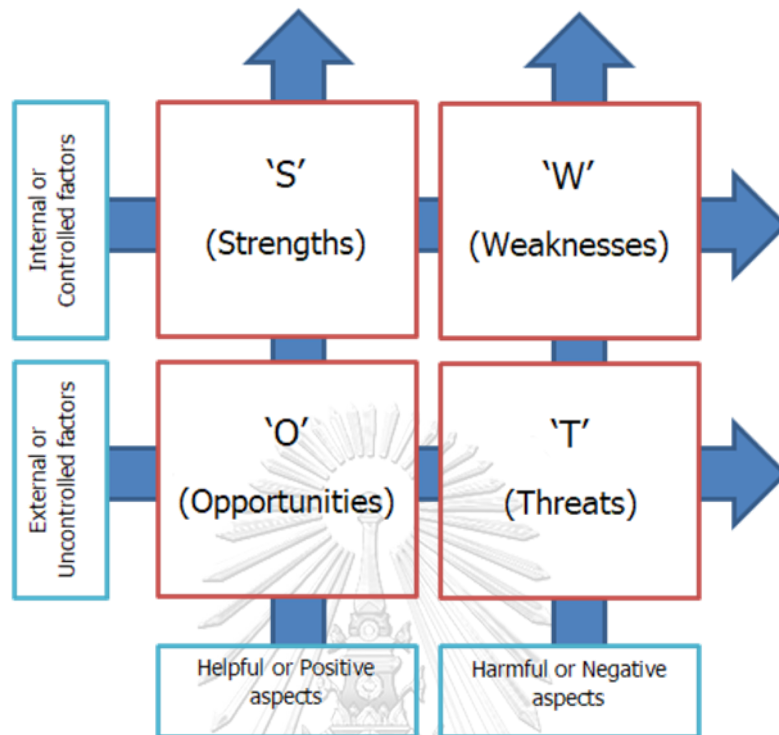 Internal or
Controlled factors
‘S’
(Strengths)
‘W’
(Weaknesses)
External or
Uncontrolled factors
‘O’
(Opportunities)
‘T’
(Threats)
Helpful or Positive
aspects
Harmful or Negative
aspects